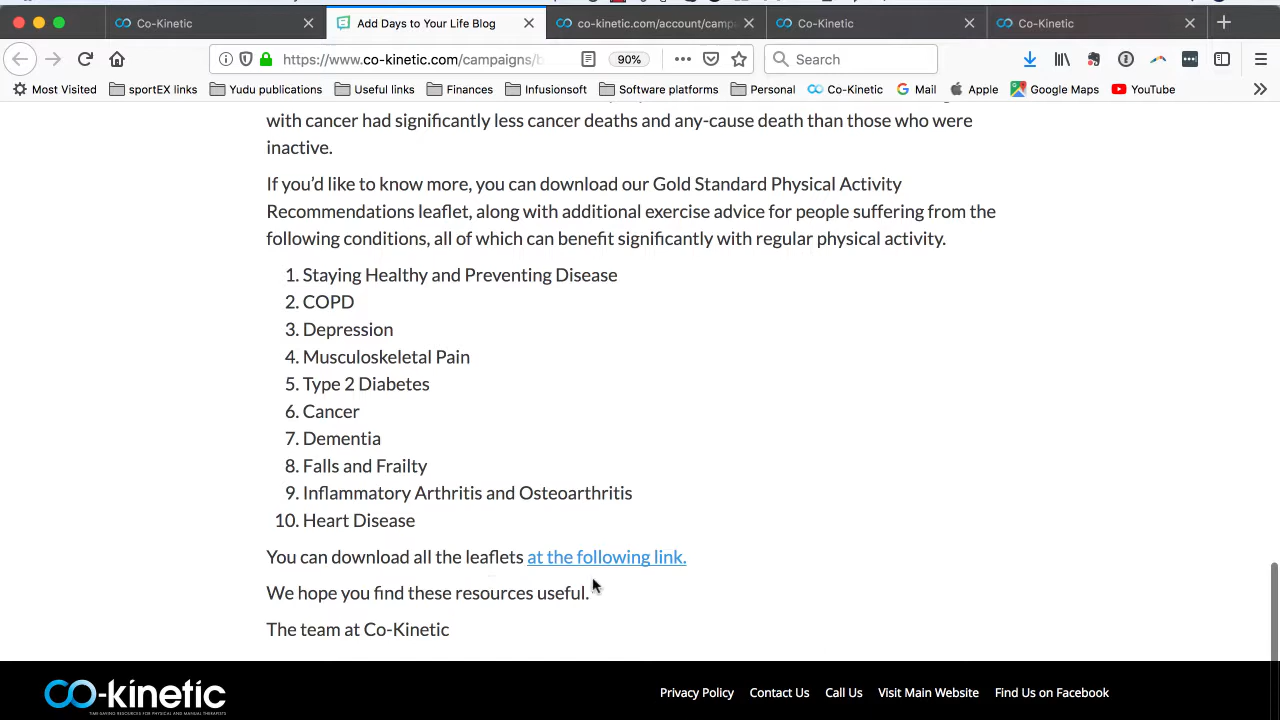 Co-Kinetic
Add Days to Your Life Blog
co-kinetic.com/account/camp
Co-Kinetic
Co-Kinetic
https://www.co-kinetic.com/campaigns/b
90%
Search
Most Visited
sportEX links
Yudu publications
Useful links
Finances
Infusionsoft
Software platforms
Personal
Co-Kinetic
Mail
Apple
Google Maps
YouTube
with cancer had significantly less cancer deaths and any-cause death than those who were
inactive.
If you’d like to know more, you can download our Gold Standard Physical Activity
Recommendations leaflet, along with additional exercise advice for people suffering from the
following conditions, all of which can benefit significantly with regular physical activity.
1. Staying Healthy and Preventing Disease
2. COPD
3. Depression
4. Musculoskeletal Pain
5. Type 2 Diabetes
6. Cancer
7. Dementia
8. Falls and Frailty
9. Inflammatory Arthritis and Osteoarthritis
10. Heart Disease
You can download all the leaflets at the following link.
We hope you find these resources useful.
The team at Co-Kinetic
co-kinetic
TIME-SAVING RESOURCES FOR PHYSICAL AND MANUAL THERAPISTS
Privacy Policy
Contact Us
Call Us
Visit Main Website
Find Us on Facebook